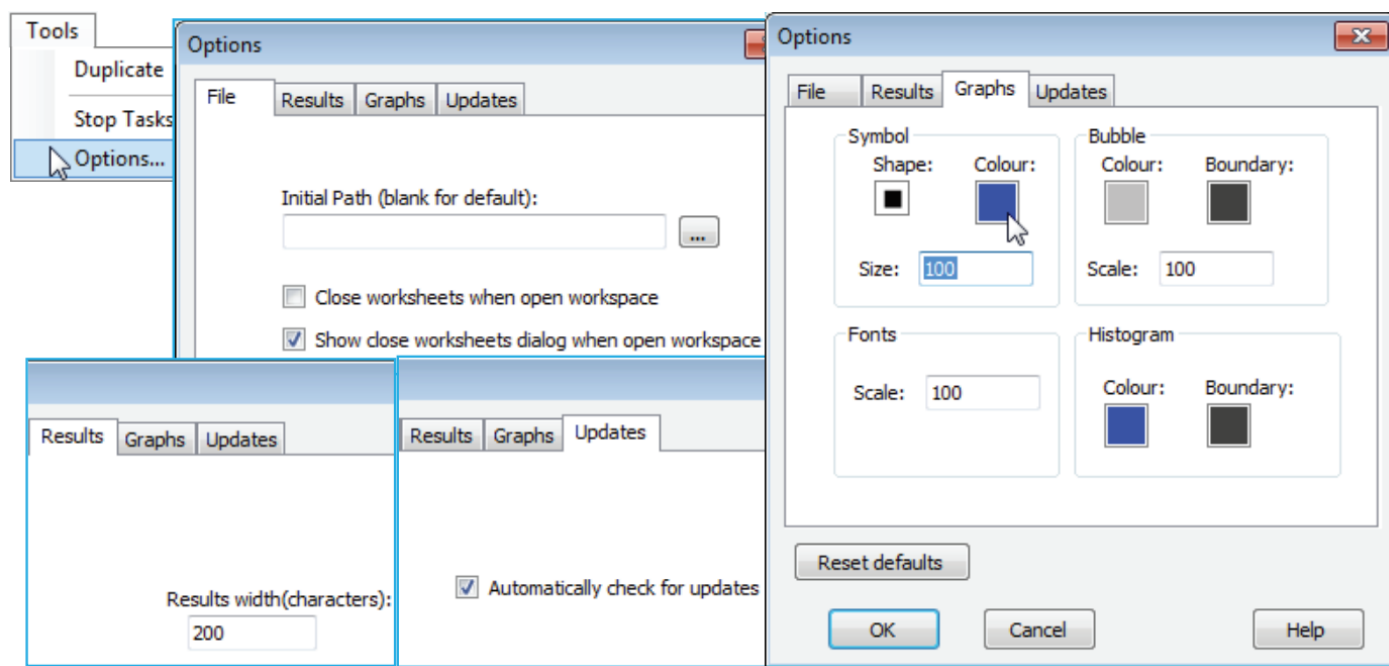 Tools
Duplicate
Stop Tasks
Options...
Options
File Results Graphs Updates
Initial Path (blank for default):
...
Close worksheets when open workspace
Show close worksheets dialog when open workspace
Results Graphs Updates
Results width(characters):
200
Results Graphs Updates
Automatically check for updates
Options
File Results Graphs Updates
Symbol
Shape: Colour:
Size: 100
Bubble
Colour: Boundary:
Scale: 100
Fonts
Scale: 100
Histogram
Colour: Boundary:
Reset defaults
OK Cancel Help